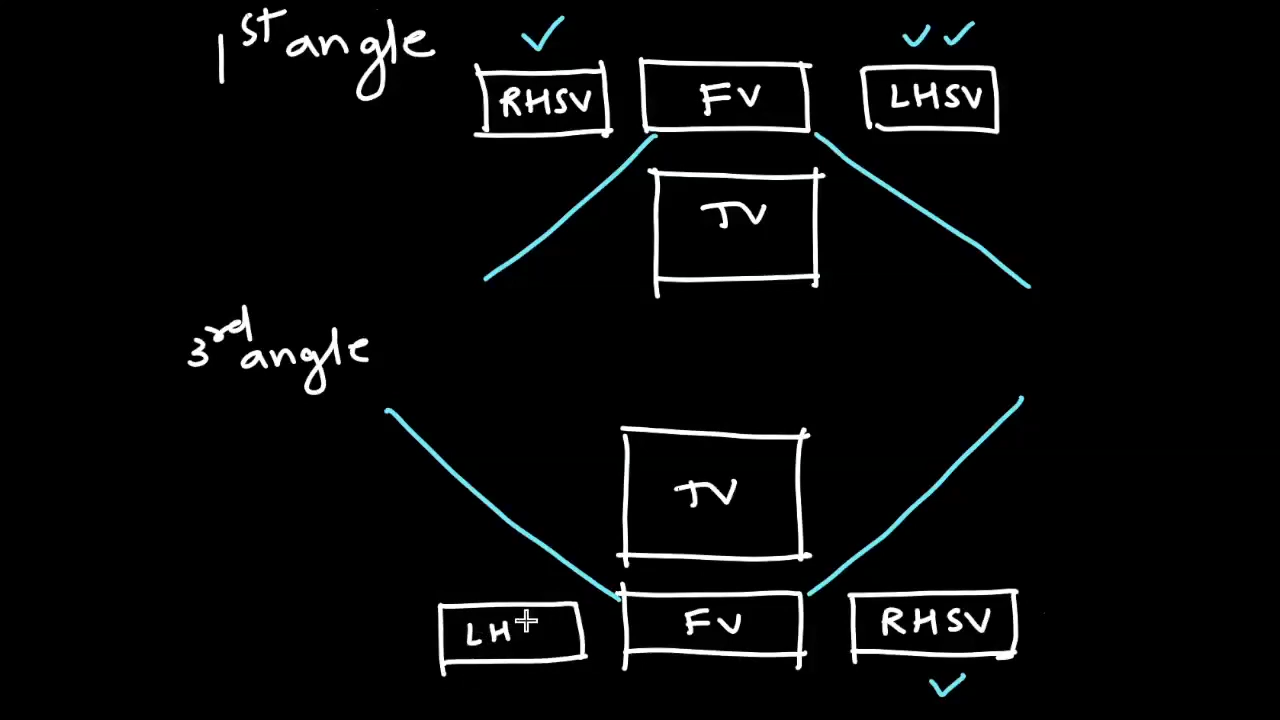 1st angle
RHSV FV LHSV
TV
3rd angle
TV
LH FV RHSV